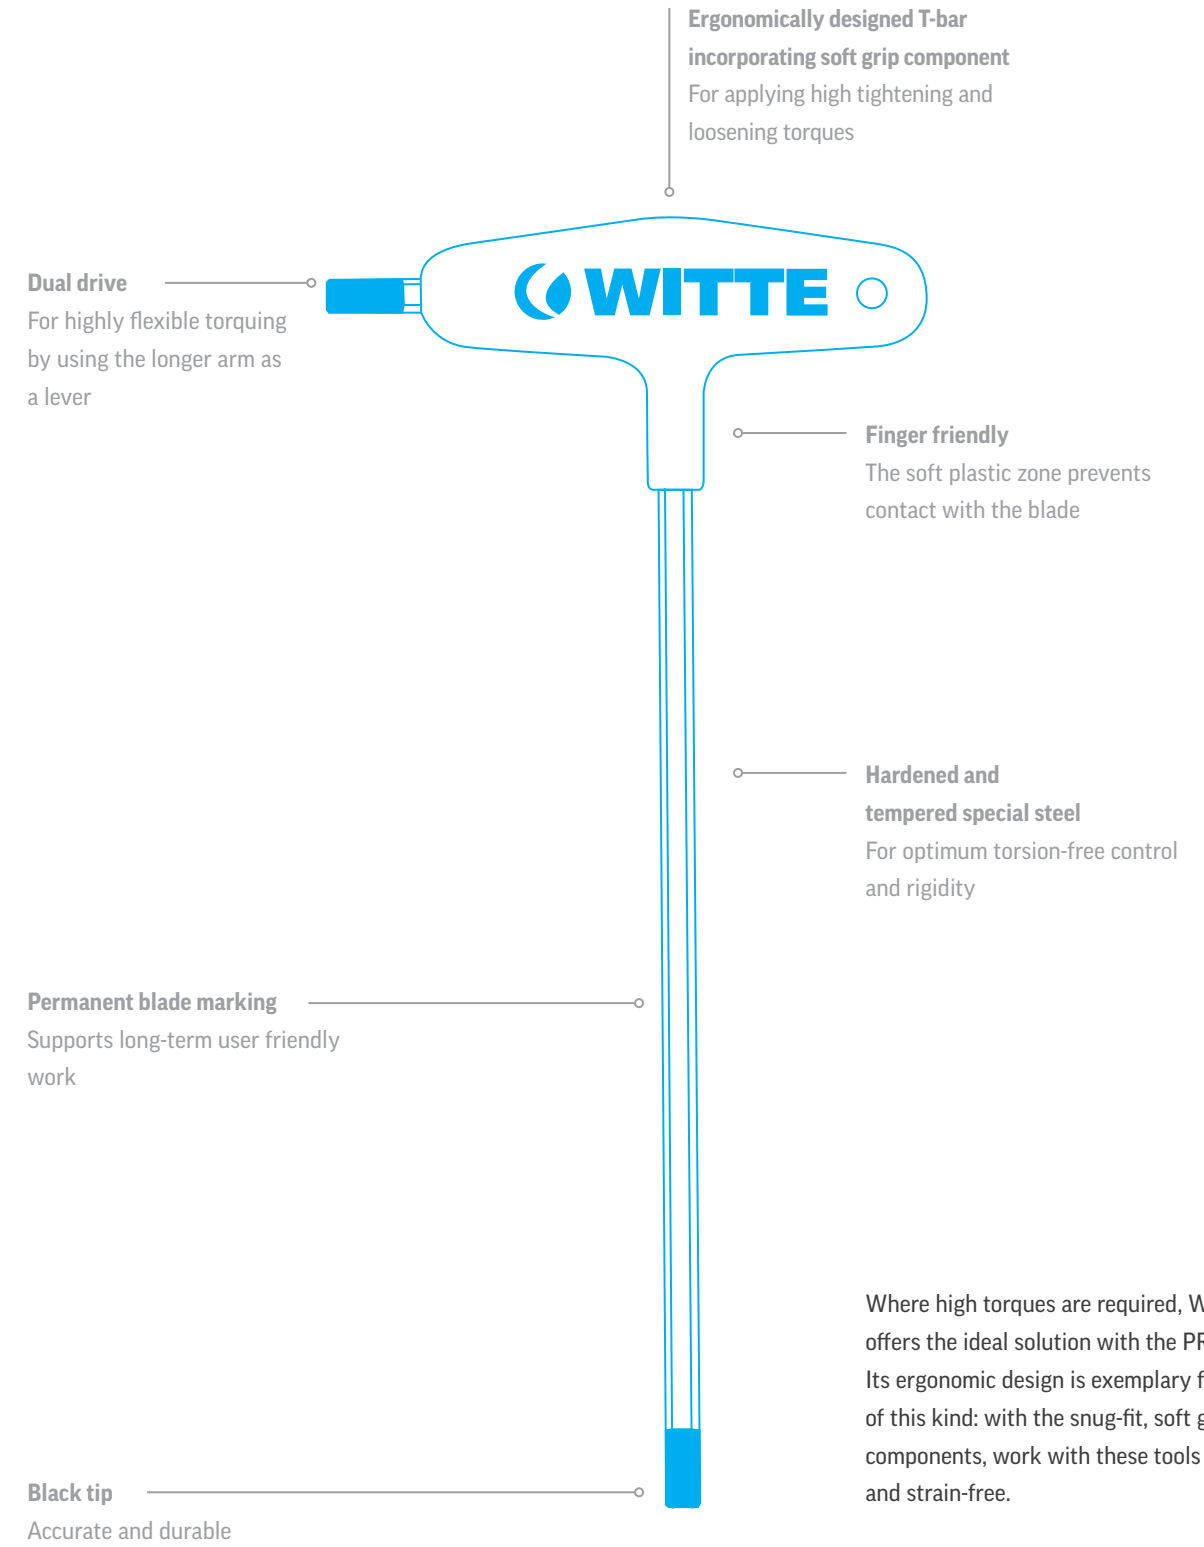 Ergonomically designed T-bar
incorporating soft grip component
For applying high tightening and
loosening torques
Dual drive
For highly flexible torquing
by using the longer arm as
a lever
WITTE
Finger friendly
The soft plastic zone prevents
contact with the blade
Hardened and
tempered special steel
For optimum torsion-free control
and rigidity
Permanent blade marking
Supports long-term user friendly
work
Where high torques are required,
offers the ideal solution with the
Its ergonomic design is exemplary
of this kind: with the snug-fit, soft
components, work with these tools
and strain-free.
Black tip
Accurate and durable